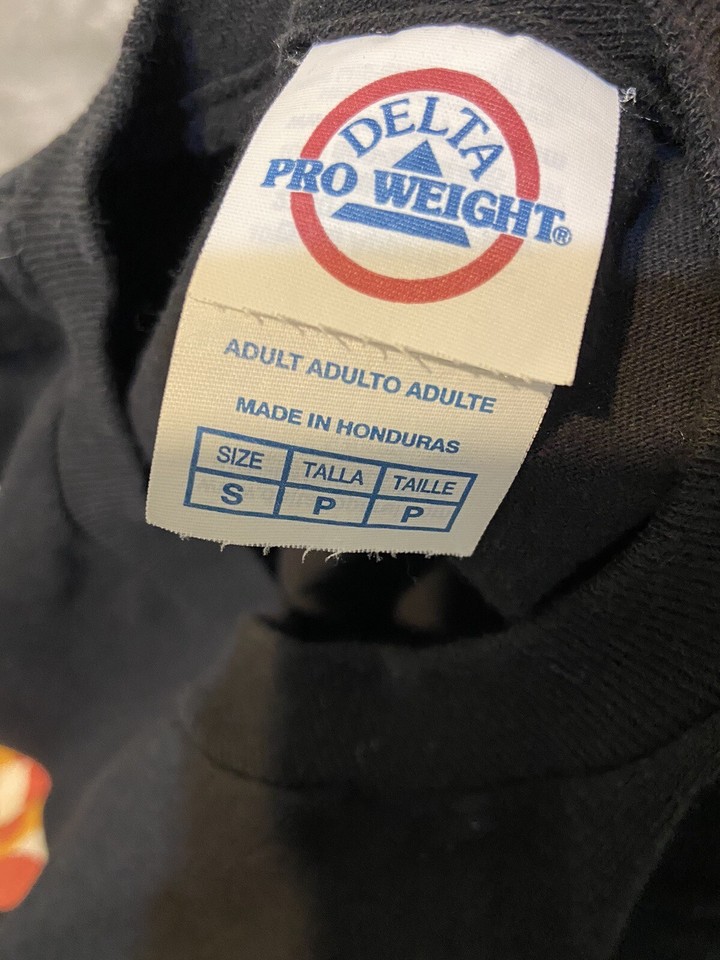 DELTA
PRO WEIGHT®
ADULT ADULTO ADULTE
MADE IN HONDURAS
SIZE TALLA TAILLE
S P P